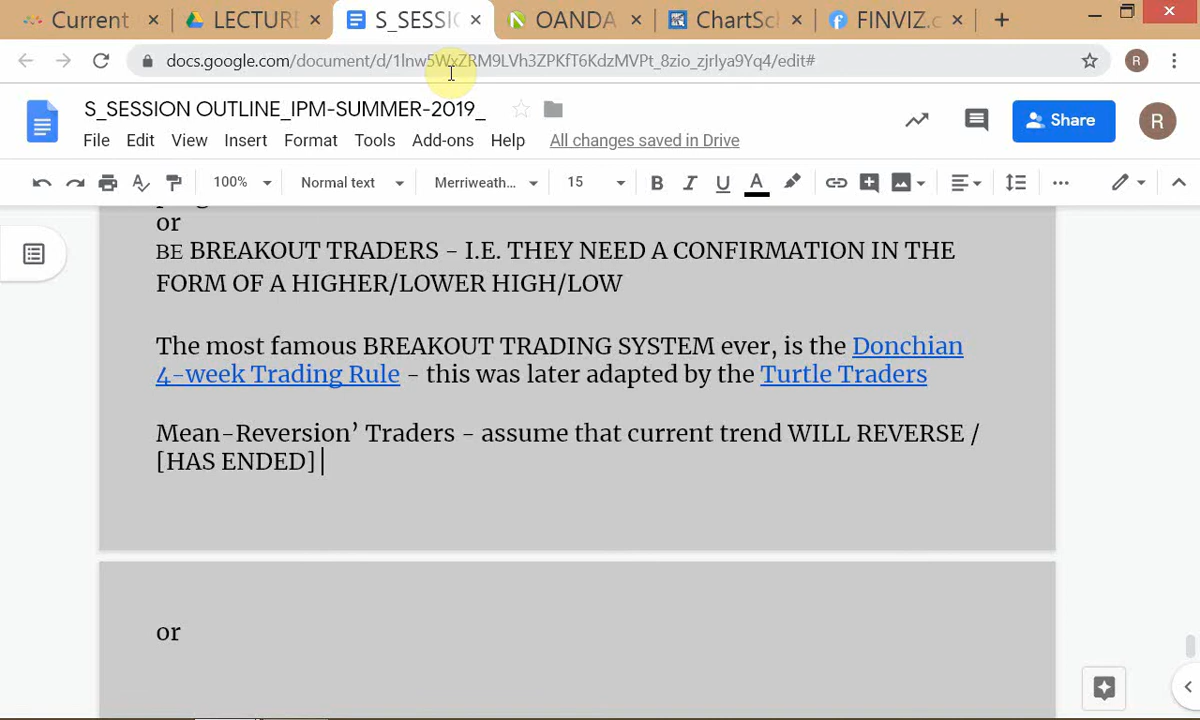 Current
LECTURE
S_SESSIO
OANDA
ChartSch
FINVIZ.c
docs.google.com/document/d/1lnw5WxZRM9LVh3ZPKfT6KdzMVPt_8zio_zjrIya9Yq4/edit#
R
S_SESSION OUTLINE_IPM-SUMMER-2019_
Share
R
File Edit View Insert Format Tools Add-ons Help All changes saved in Drive
100% Normal text Merriweath... 15 B I U A
or
BE BREAKOUT TRADERS - I.E. THEY NEED A CONFIRMATION IN THE
FORM OF A HIGHER/LOWER HIGH/LOW
The most famous BREAKOUT TRADING SYSTEM ever, is the Donchian
4-week Trading Rule - this was later adapted by the Turtle Traders
Mean-Reversion’ Traders - assume that current trend WILL REVERSE /
[HAS ENDED]
or